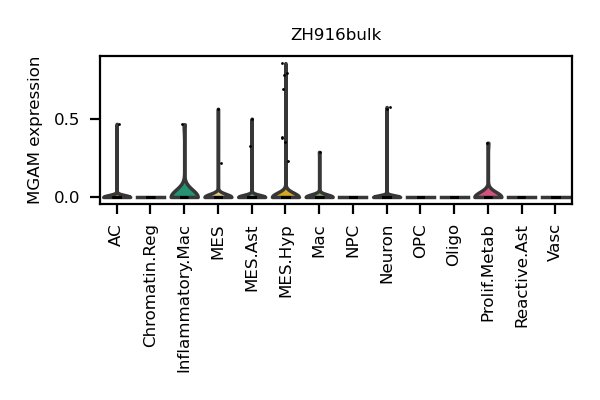 ZH916bulk
MGAM expression
0.5
0.0
AC
Chromatin.Reg
Inflammatory.Mac
MES
MES.Ast
MES.Hyp
Mac
NPC
Neuron
OPC
Oligo
Prolif.Metab
Reactive.Ast
Vasc